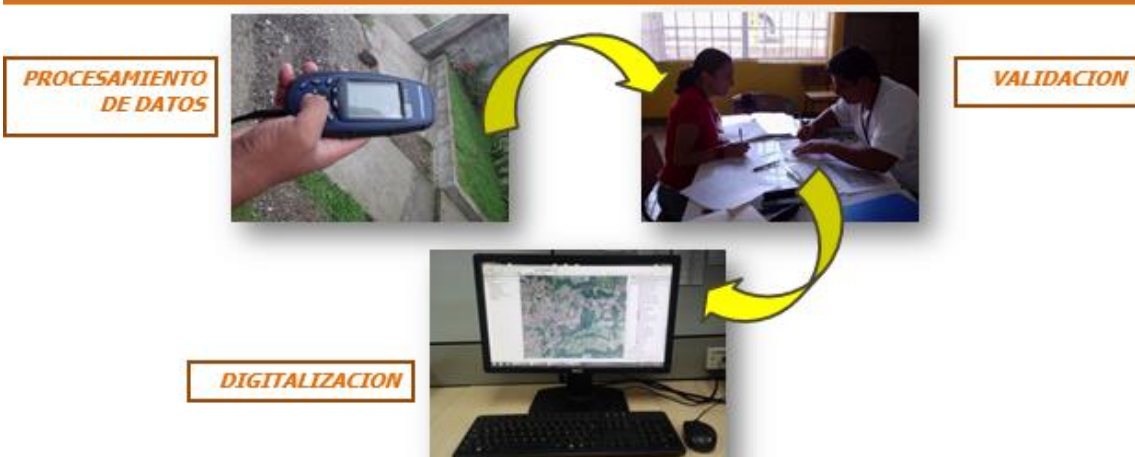 PROCESAMIENTO
DE DATOS
VALIDACION
DIGITALIZACION